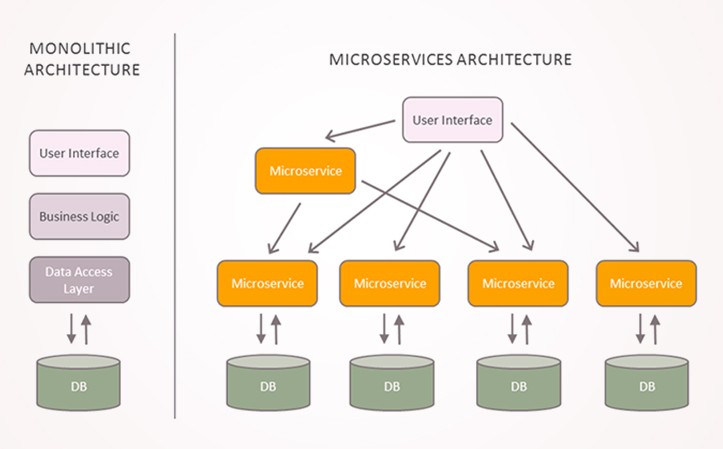 MONOLITHIC
ARCHITECTURE
User Interface
Business Logic
Data Access
Layer
DB
MICROSERVICES ARCHITECTURE
User Interface
Microservice
Microservice
Microservice
Microservice
Microservice
DB
DB
DB
DB